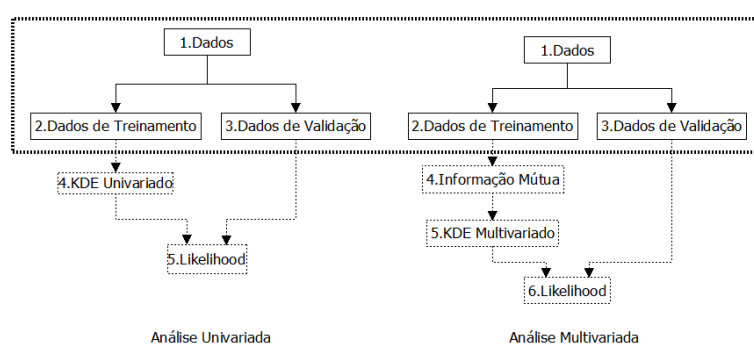 1.Dados
2.Dados de Treinamento
3.Dados de Validação
4.KDE Univariado
5.Likelihood
Análise Univariada
1.Dados
2.Dados de Treinamento
3.Dados de Validação
4.Informação Mútua
5.KDE Multivariado
6.Likelihood
Análise Multivariada